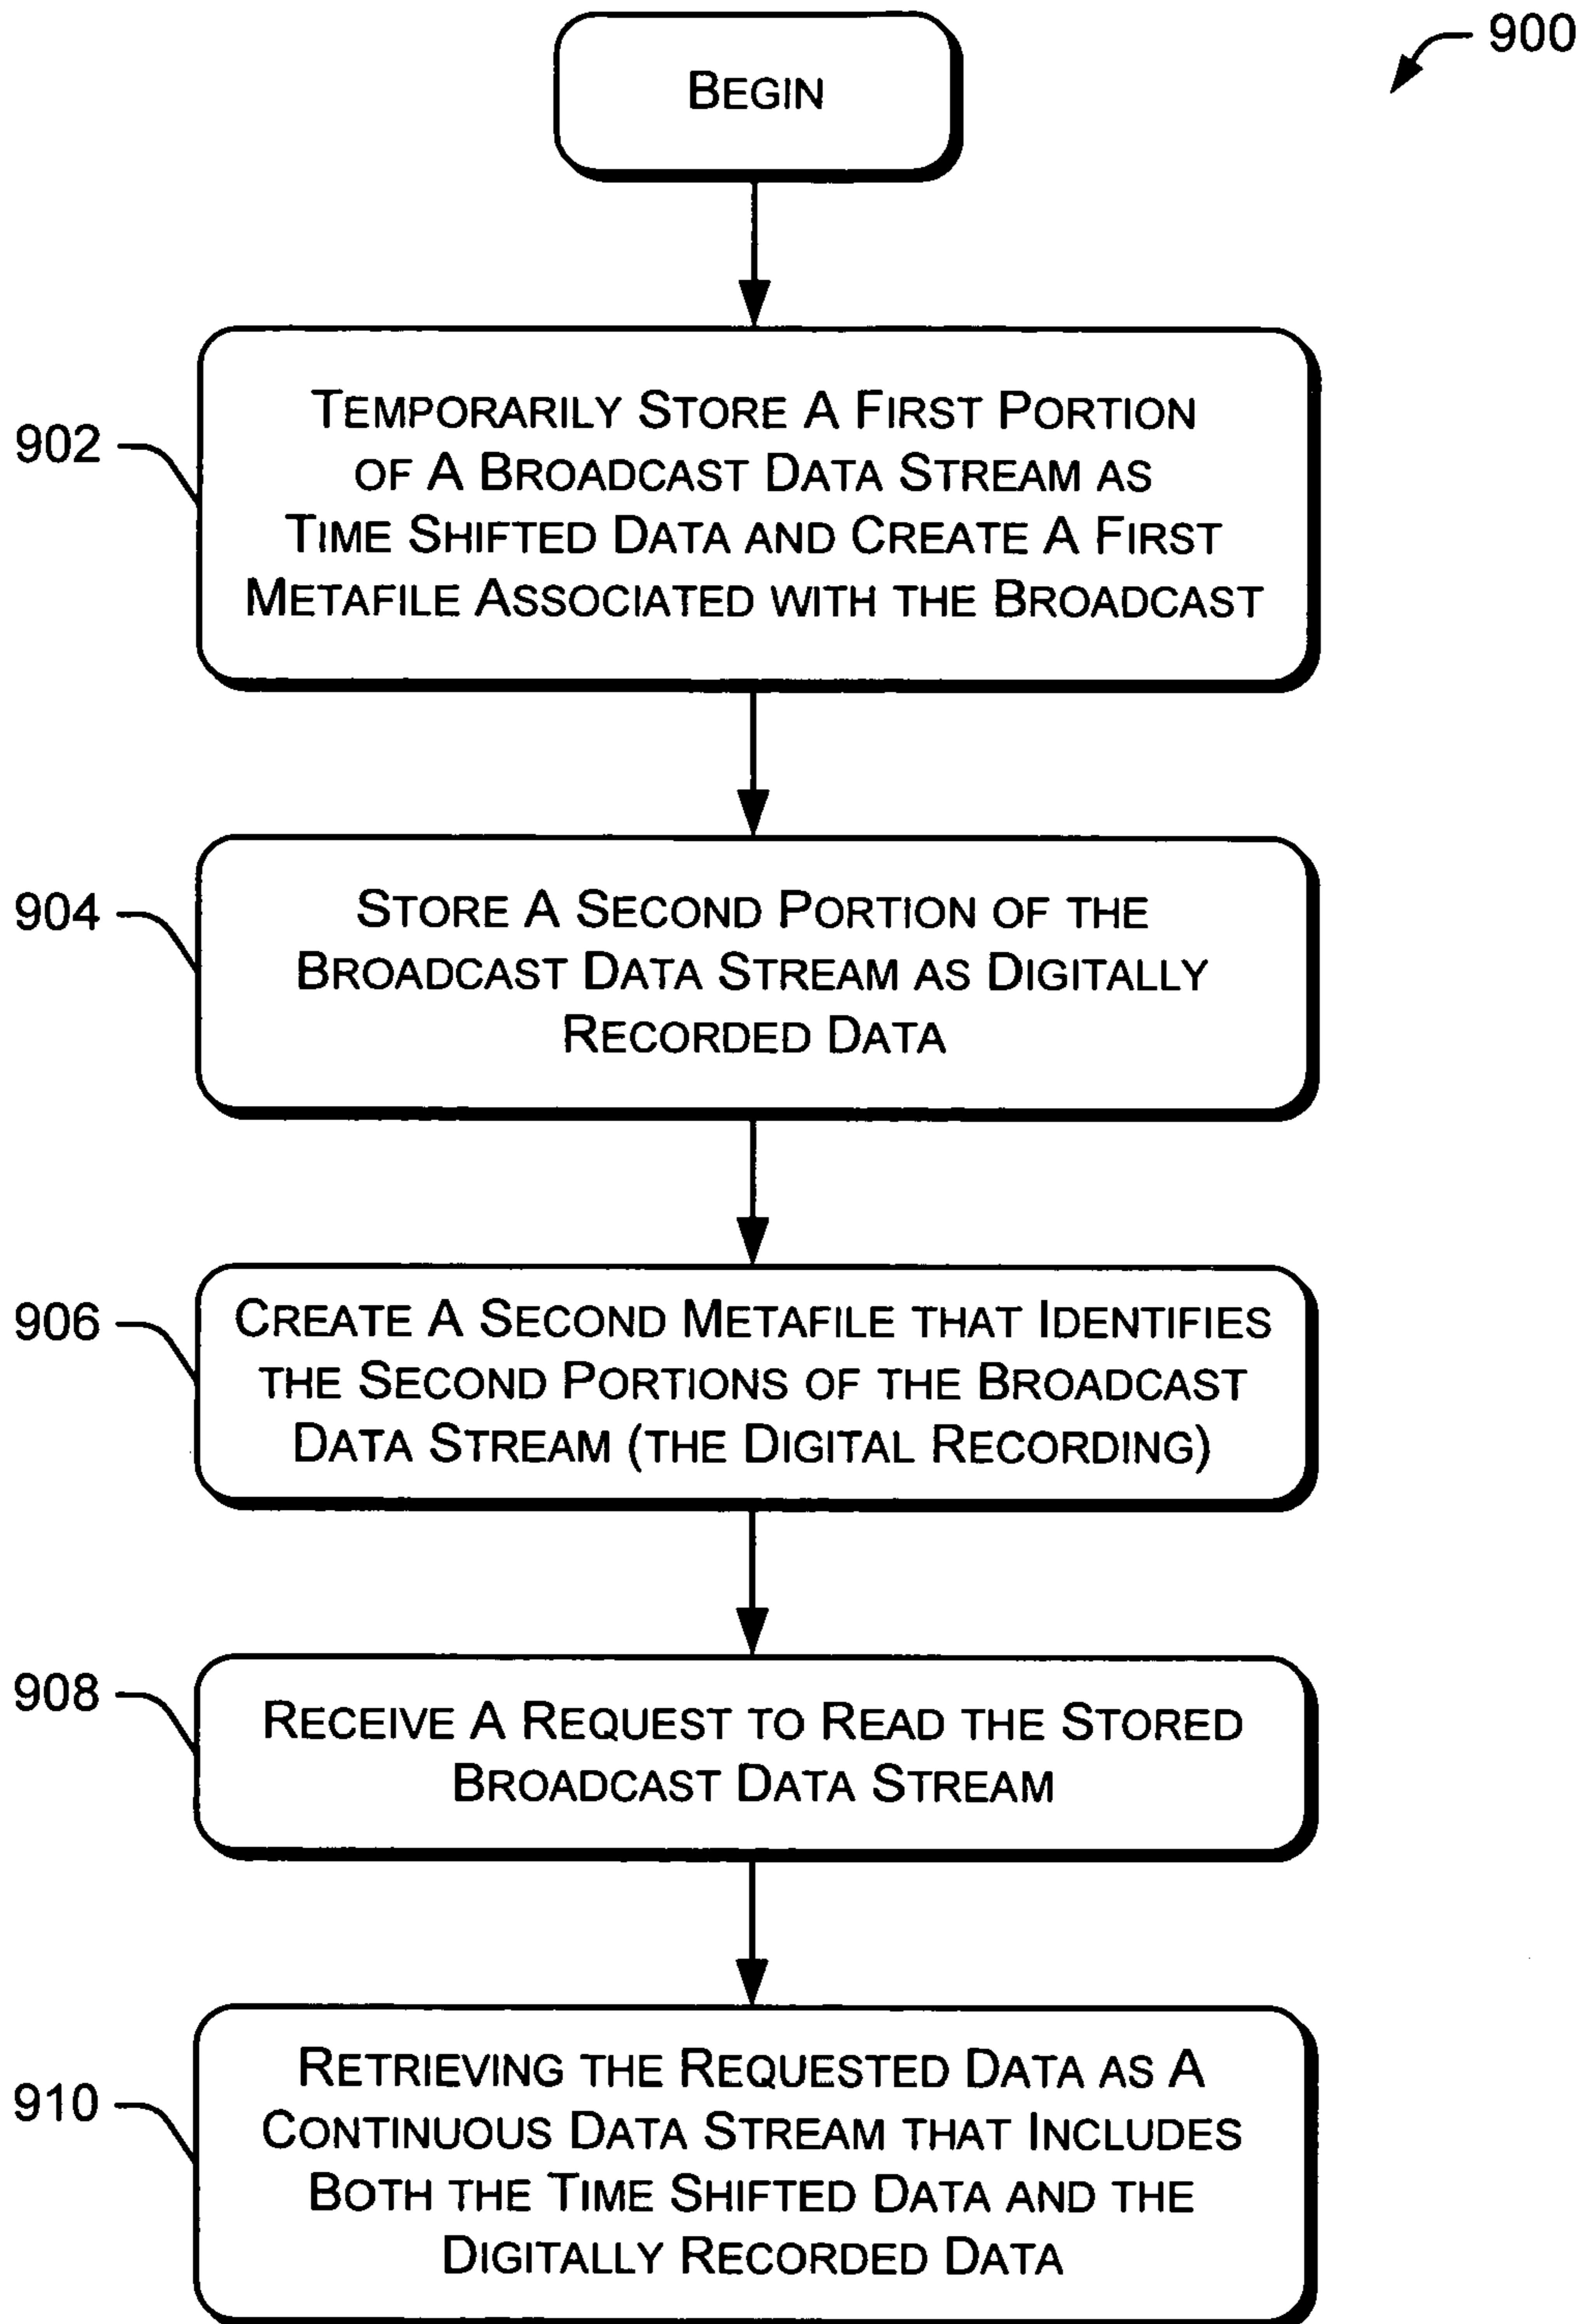 900
BEGIN
902
TEMPORARILY STORE A FIRST PORTION
OF A BROADCAST DATA STREAM AS
TIME SHIFTED DATA AND CREATE A FIRST
METAFILE ASSOCIATED WITH THE BROADCAST
904
STORE A SECOND PORTION OF THE
BROADCAST DATA STREAM AS DIGITALLY
RECORDED DATA
906
CREATE A SECOND METAFILE THAT IDENTIFIES
THE SECOND PORTIONS OF THE BROADCAST
DATA STREAM (THE DIGITAL RECORDING)
908
RECEIVE A REQUEST TO READ THE STORED
BROADCAST DATA STREAM
910
RETRIEVING THE REQUESTED DATA AS A
CONTINUOUS DATA STREAM THAT INCLUDES
BOTH THE TIME SHIFTED DATA AND THE
DIGITALLY RECORDED DATA